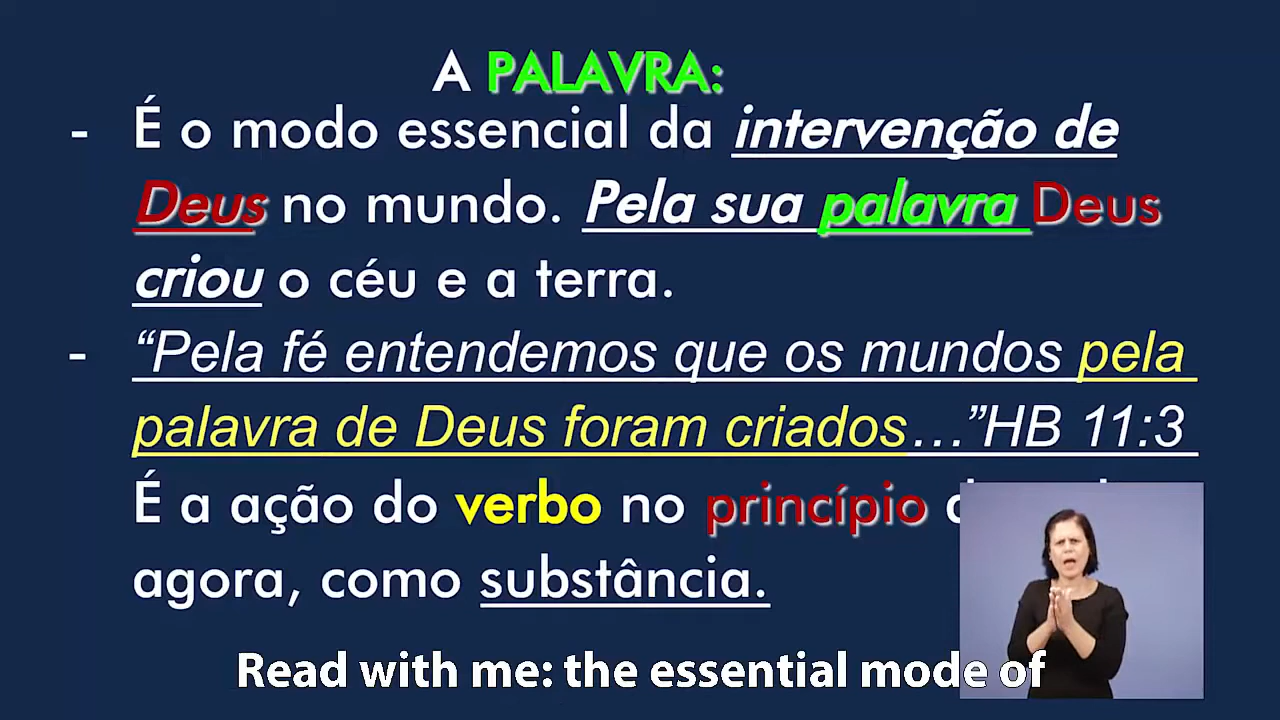 A PALAVRA:
- É o modo essencial da intervenção de
Deus no mundo. Pela sua palavra Deus
criou o céu e a terra.
- “Pela fé entendemos que os mundos pela
palavra de Deus foram criados…”HB 11:3
É a ação do verbo no princípio
agora, como substância.
Read with me: the essential mode of